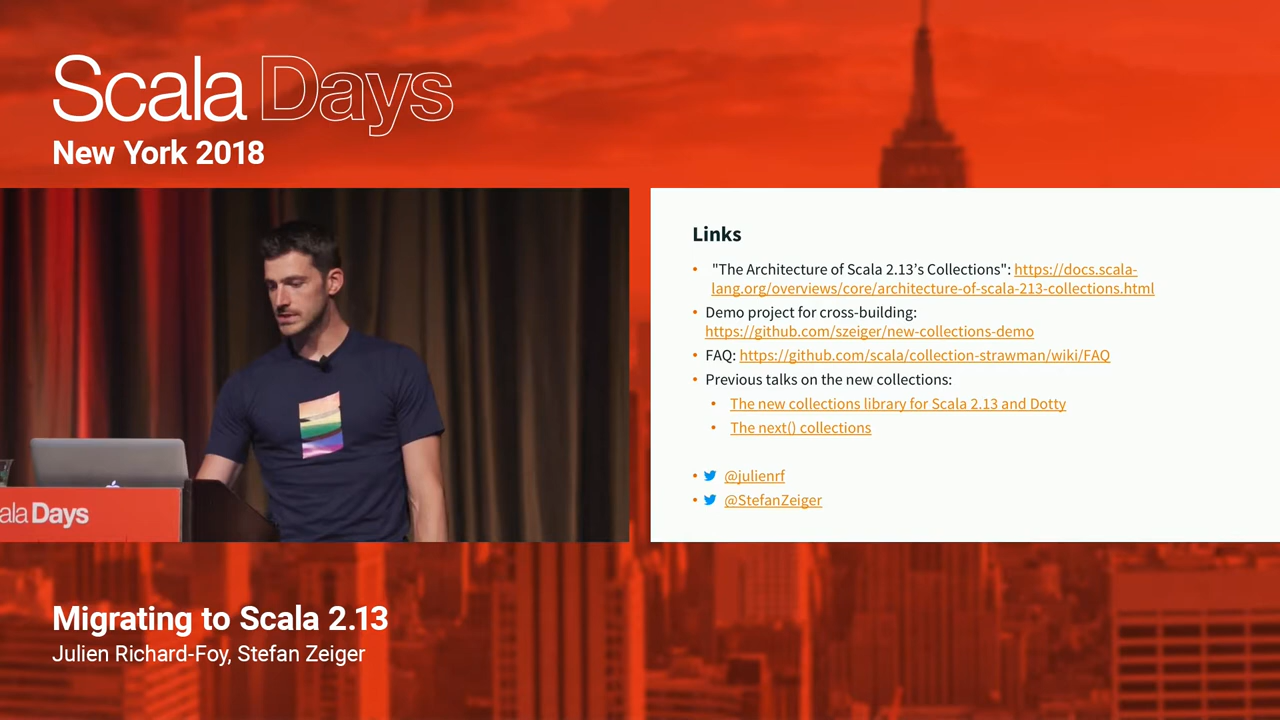 Scala Days
New York 2018
Links
• "The Architecture of Scala 2.13’s Collections": https://docs.scala-
lang.org/overviews/core/architecture-of-scala-213-collections.html
• Demo project for cross-building:
https://github.com/szeiger/new-collections-demo
• FAQ: https://github.com/scala/collection-strawman/wiki/FAQ
• Previous talks on the new collections:
• The new collections library for Scala 2.13 and Dotty
• The next() collections
• @julienrf
• @StefanZeiger
ala Days
Migrating to Scala 2.13
Julien Richard-Foy, Stefan Zeiger